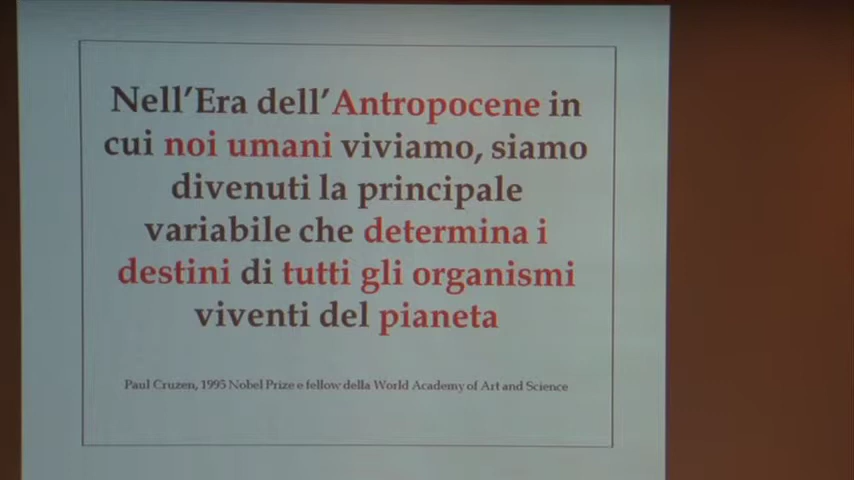 Nell'Era dell'Antropocene in
cui noi umani viviamo, siamo
divenuti la principale
variabile che determina i
destini di tutti gli organismi
viventi del pianeta
Paul Cruzen, 1995 Nobel Prize e fellow della World Academy of Art and Science